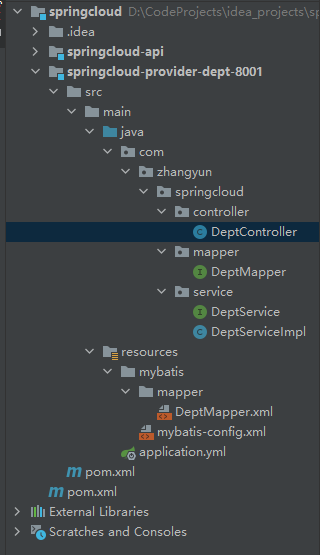 springcloud D:\CodeProjects\idea_projects\sp
.idea
springcloud-api
springcloud-provider-dept-8001
src
main
java
com
zhangyun
springcloud
controller
DeptController
mapper
DeptMapper
service
DeptService
DeptServiceImpl
resources
mybatis
mapper
DeptMapper.xml
mybatis-config.xml
application.yml
pom.xml
pom.xml
External Libraries
Scratches and Consoles